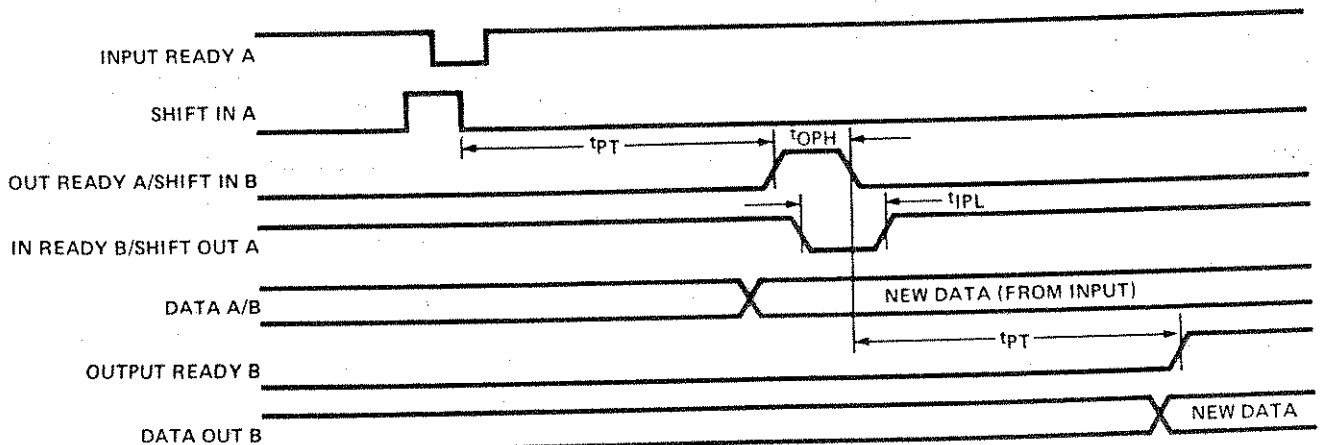 INPUT READY A
SHIFT IN A
tPT
tOPH
OUT READY A/SHIFT IN B
tIPL
IN READY B/SHIFT OUT A
DATA A/B
NEW DATA (FROM INPUT)
tPT
OUTPUT READY B
NEW DATA
DATA OUT B